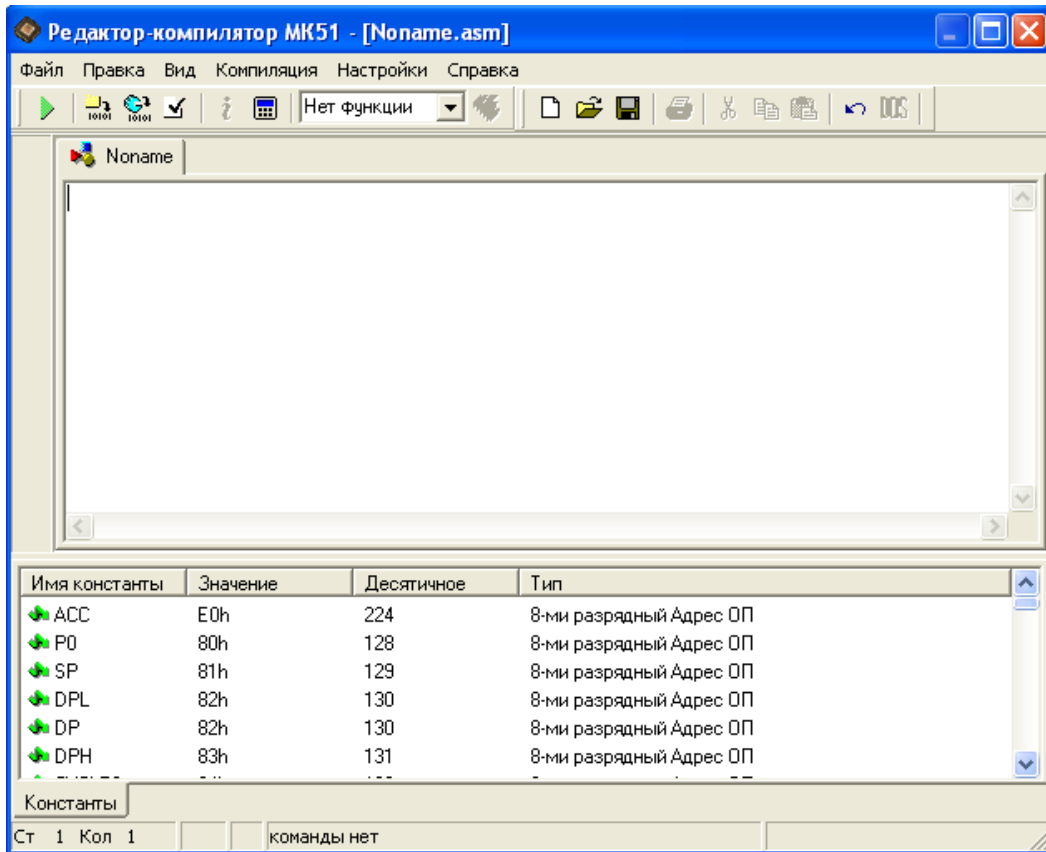 Редактор-компилятор МК51 - [Noname.asm]
Файл Правка Вид Компиляция Настройки Справка
Нет функции
Noname
Имя константы Значение Десятичное Тип
ACC E0h 224 8-ми разрядный Адрес ОП
P0 80h 128 8-ми разрядный Адрес ОП
SP 81h 129 8-ми разрядный Адрес ОП
DPL 82h 130 8-ми разрядный Адрес ОП
DP 82h 130 8-ми разрядный Адрес ОП
DPH 83h 131 8-ми разрядный Адрес ОП
Константы
Ст 1 Кол 1 команды нет